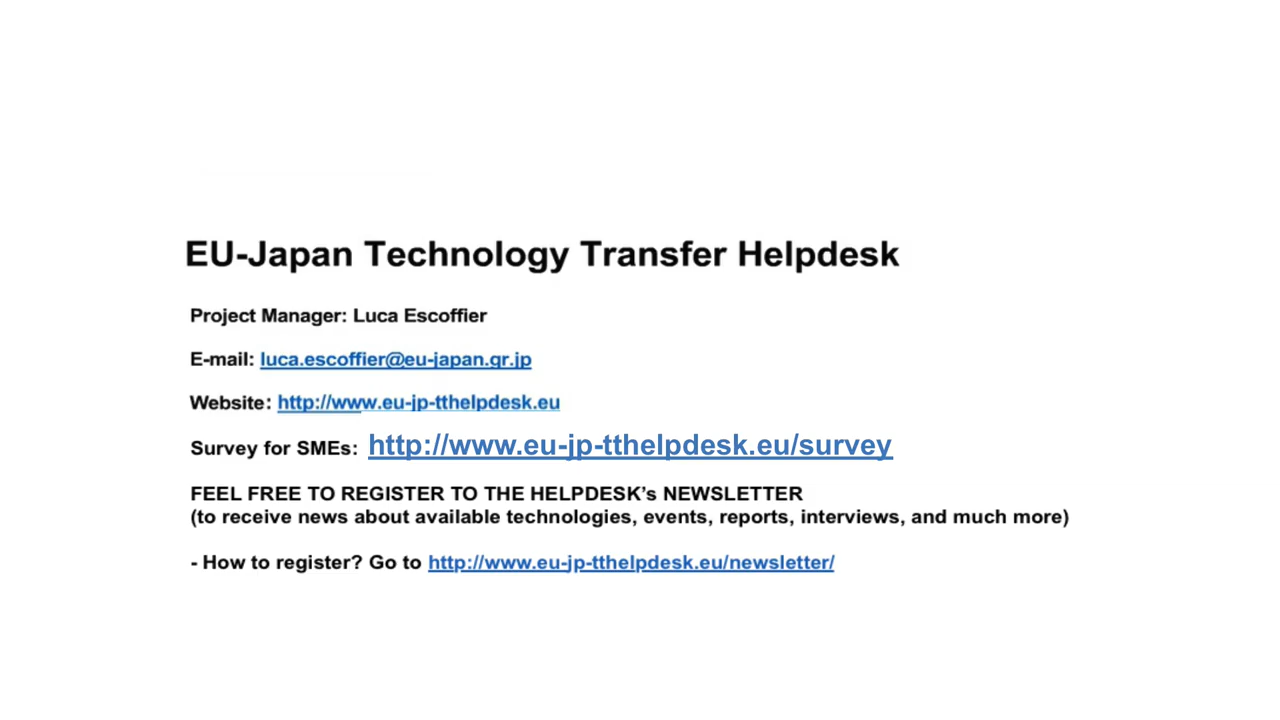 EU-Japan Technology Transfer Helpdesk
Project Manager: Luca Escoffier
E-mail: luca.escoffier@eu-japan.gr.jp
Website: http://www.eu-jp-tthelpdesk.eu
Survey for SMEs: http://www.eu-jp-tthelpdesk.eu/survey
FEEL FREE TO REGISTER TO THE HELPDESK’s NEWSLETTER
(to receive news about available technologies, events, reports, interviews, and much more)
- How to register? Go to http://www.eu-jp-tthelpdesk.eu/newsletter/